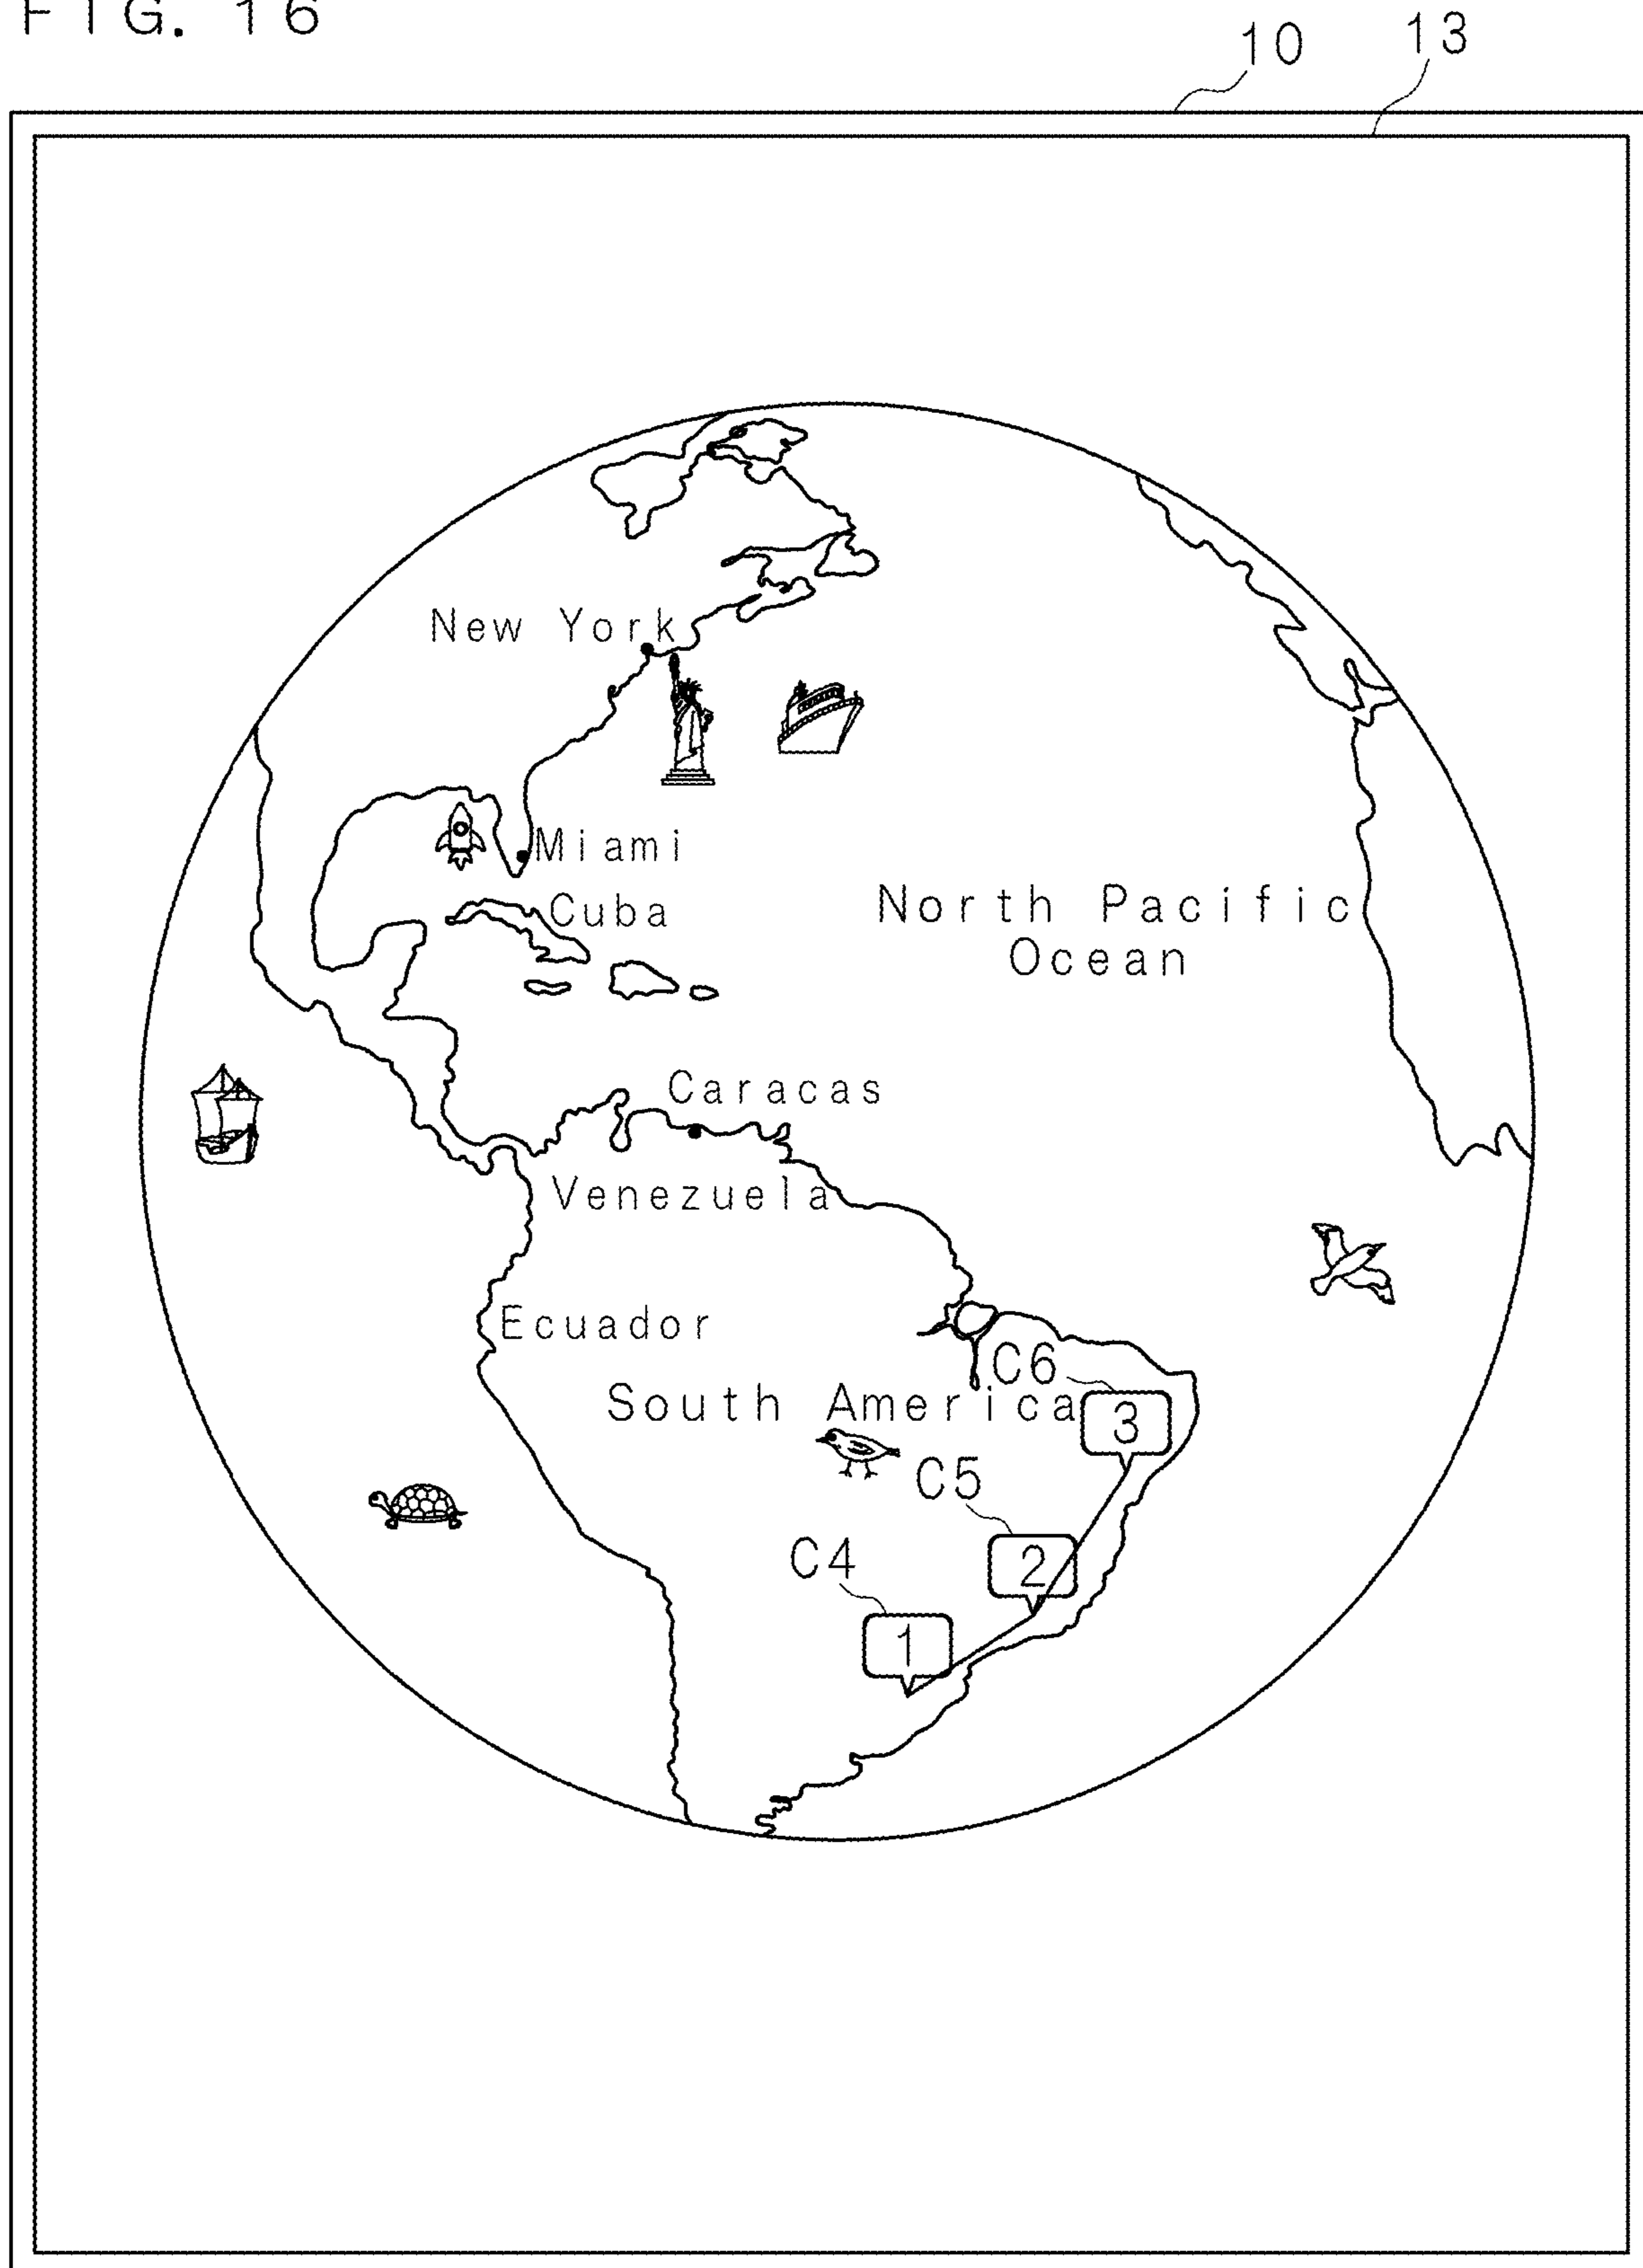 FIG. 16
10
13
New York
Miami
Cuba
North Pacific
Ocean
Caracas
Venezuela
Ecuador
C6
South America
3
C5
C4
2
1